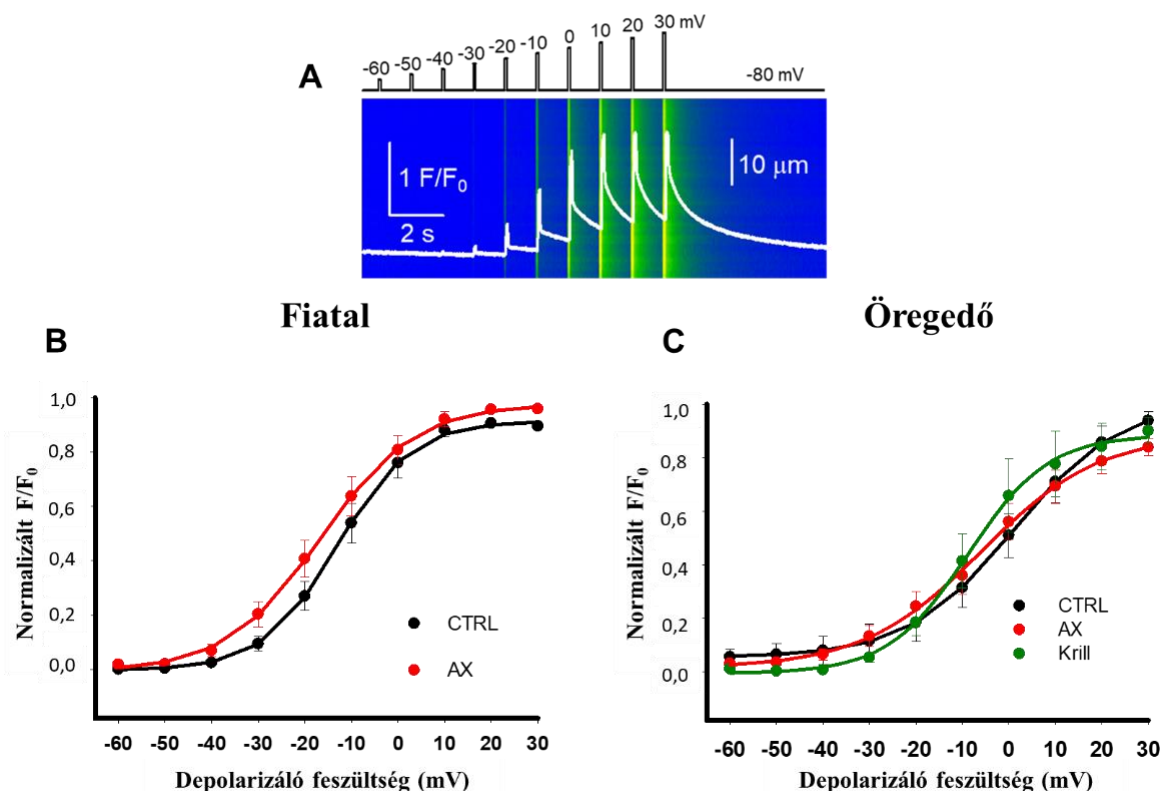 A
-60 -50 -40 -30 -20 -10 0 10 20 30 mV
-80 mV
1 F/F0
2 s
10 μm
Fiatal
Öregedő
B
C
Normalizált F/F0
1,0
0,8
0,6
0,4
0,2
0,0
CTRL
AX
-60 -50 -40 -30 -20 -10 0 10 20 30
Depolarizáló feszültség (mV)
Normalizált F/F0
1,0
0,8
0,6
0,4
0,2
0,0
CTRL
AX
Krill
-60 -50 -40 -30 -20 -10 0 10 20 30
Depolarizáló feszültség (mV)